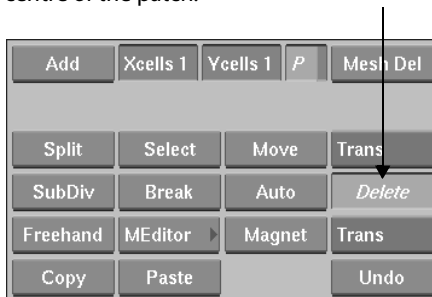 centre of the patch.
Add Xcells 1 Ycells 1 P Mesh Del
Split Select Move Trans
SubDiv Break Auto Delete
Freehand MEditor Magnet Trans
Copy Paste Undo